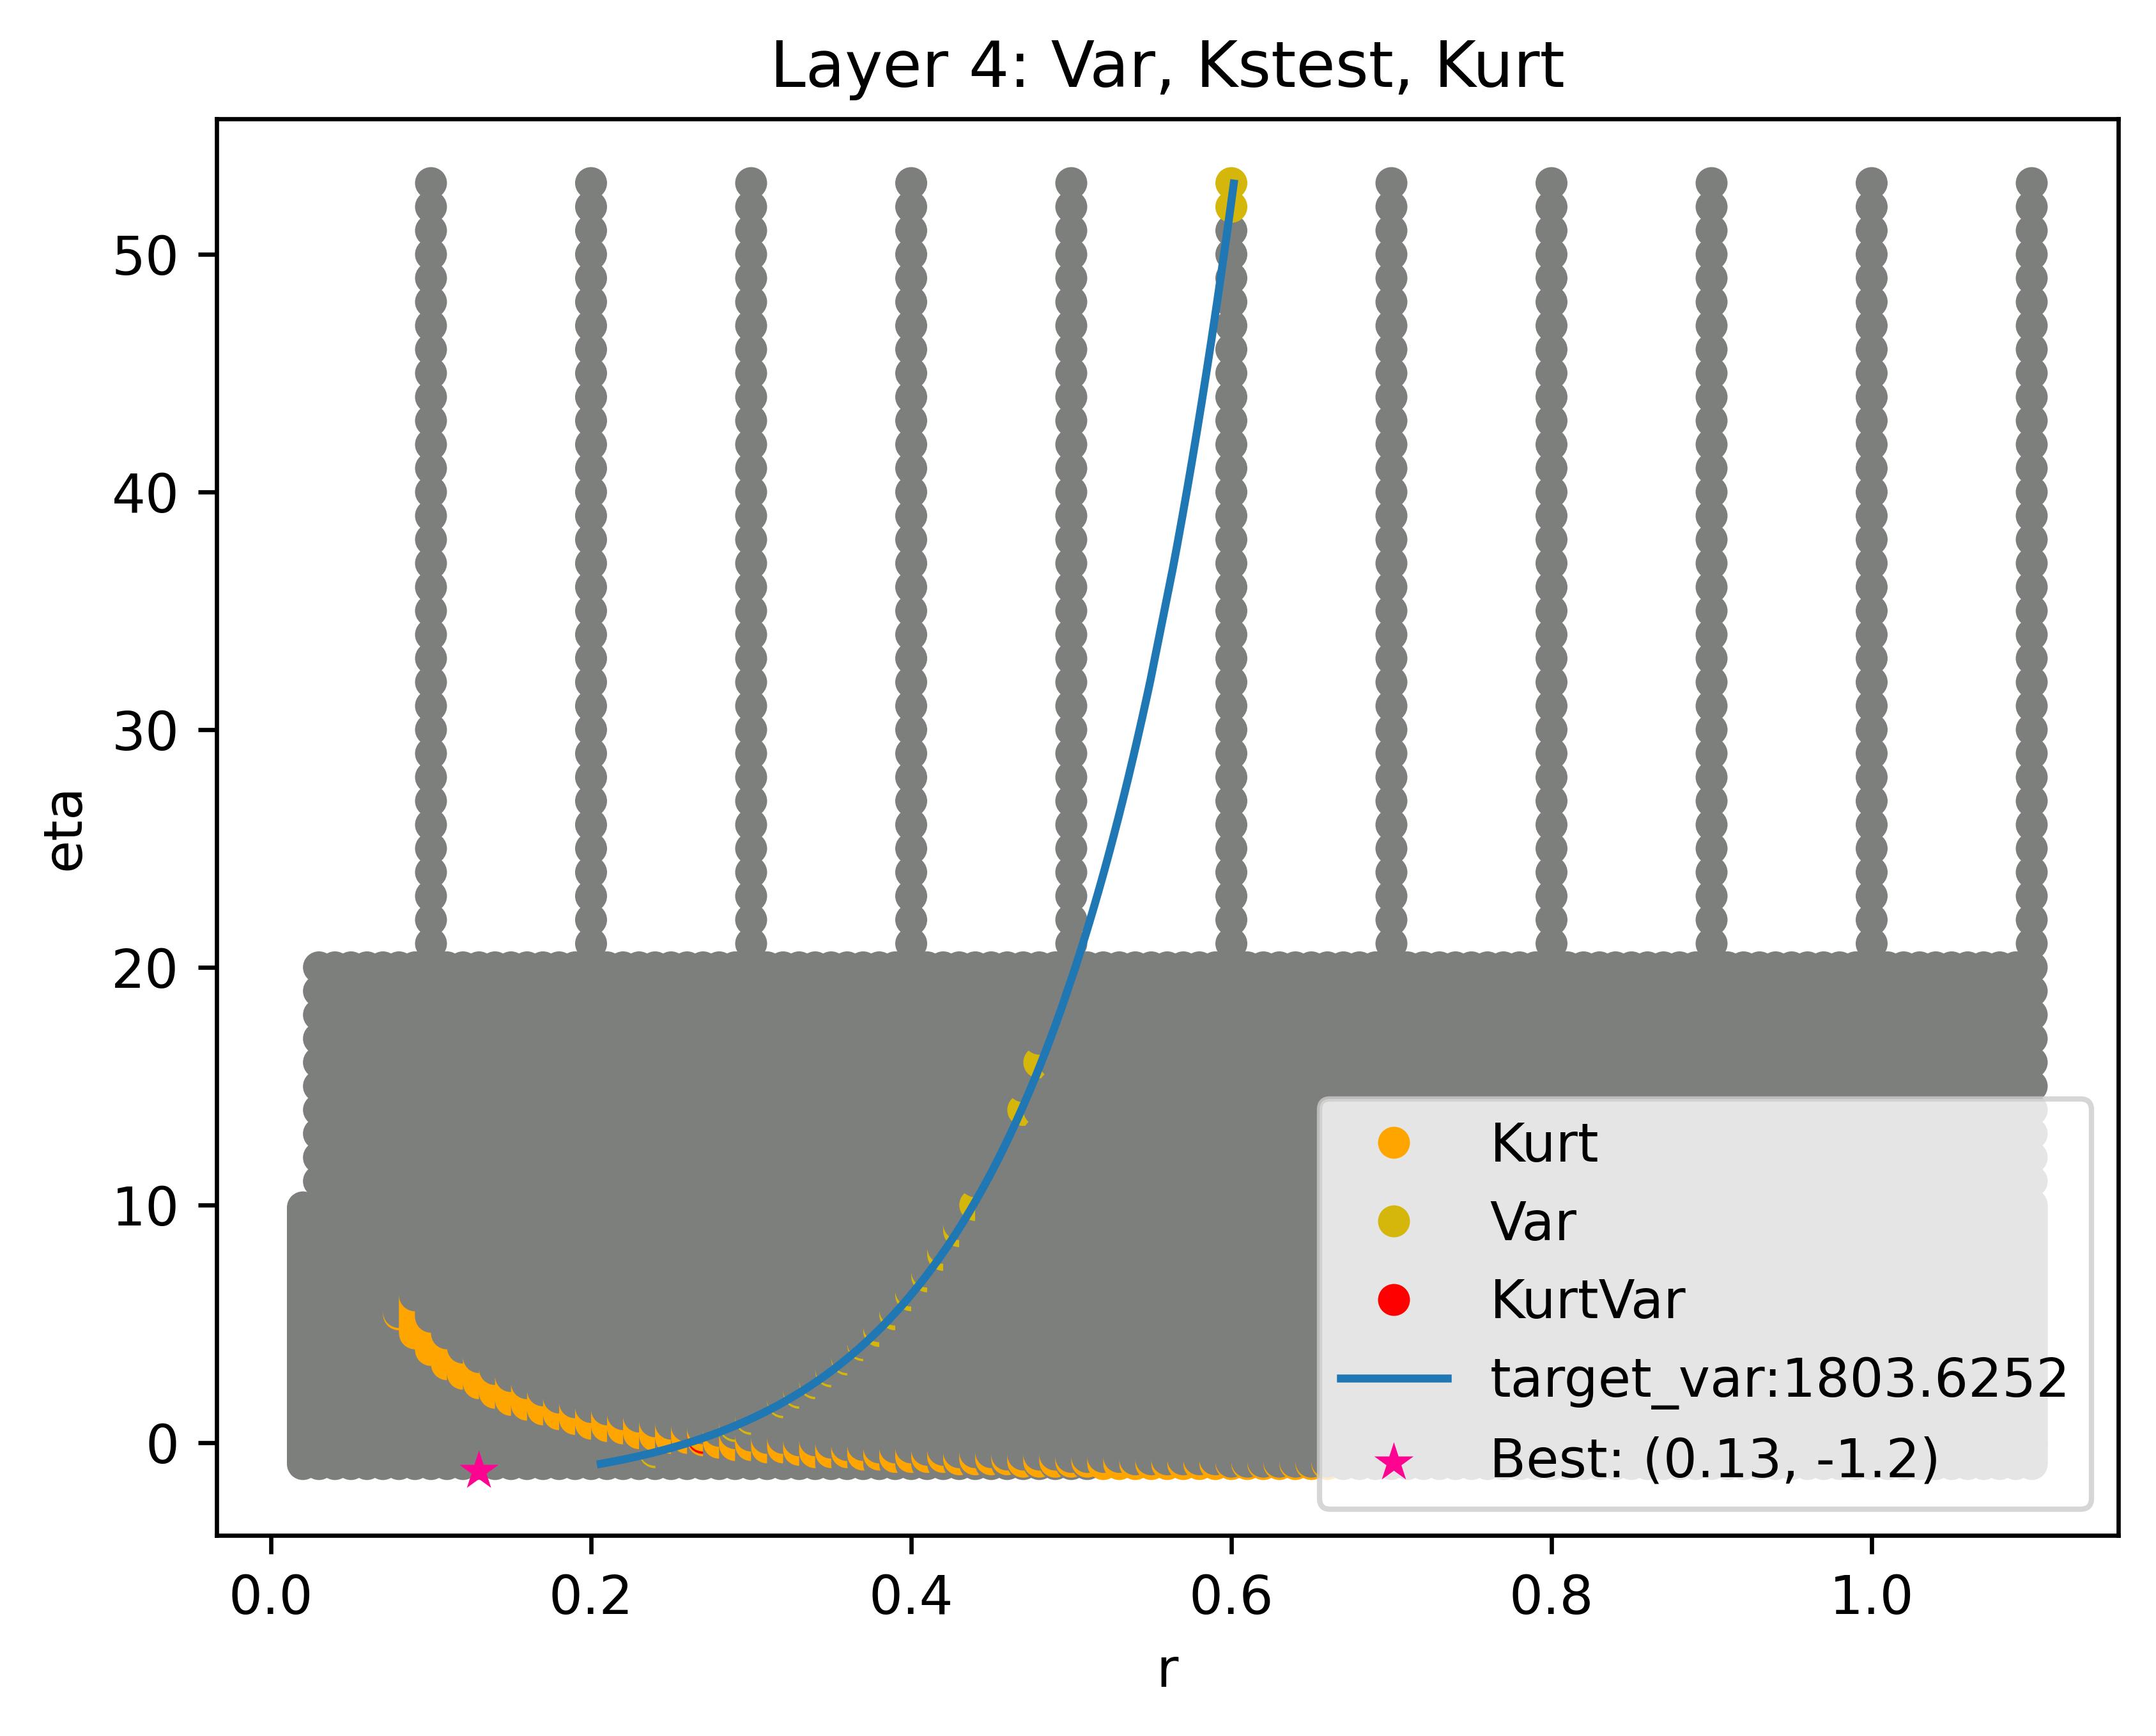 Layer 4: Var, Kstest, Kurt
eta
50
40
30
20
10
0
Kurt
Var
KurtVar
target_var:1803.6252
Best: (0.13, -1.2)
0.0 0.2 0.4 0.6 0.8 1.0
r